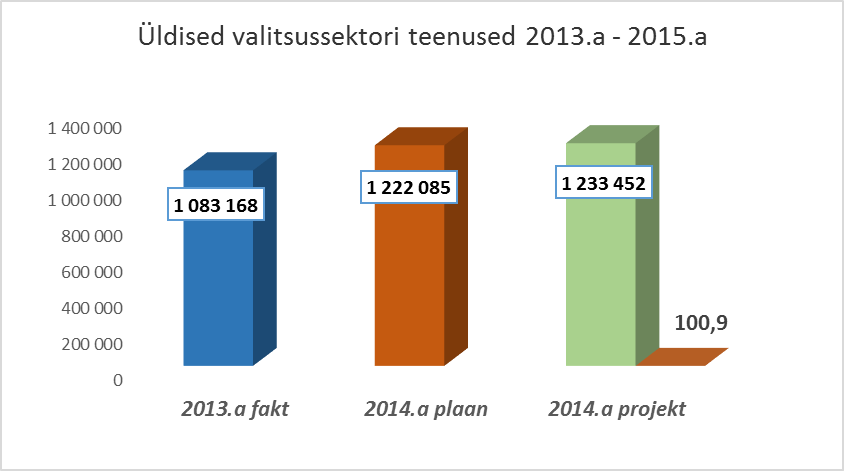 Üldised valitsussektori teenused 2013.a - 2015.a
1 400 000
1 200 000
1 000 000
800 000
600 000
400 000
200 000
0
1 083 168
1 222 085
1 233 452
100,9
2013.a fakt
2014.a plaan
2014.a projekt